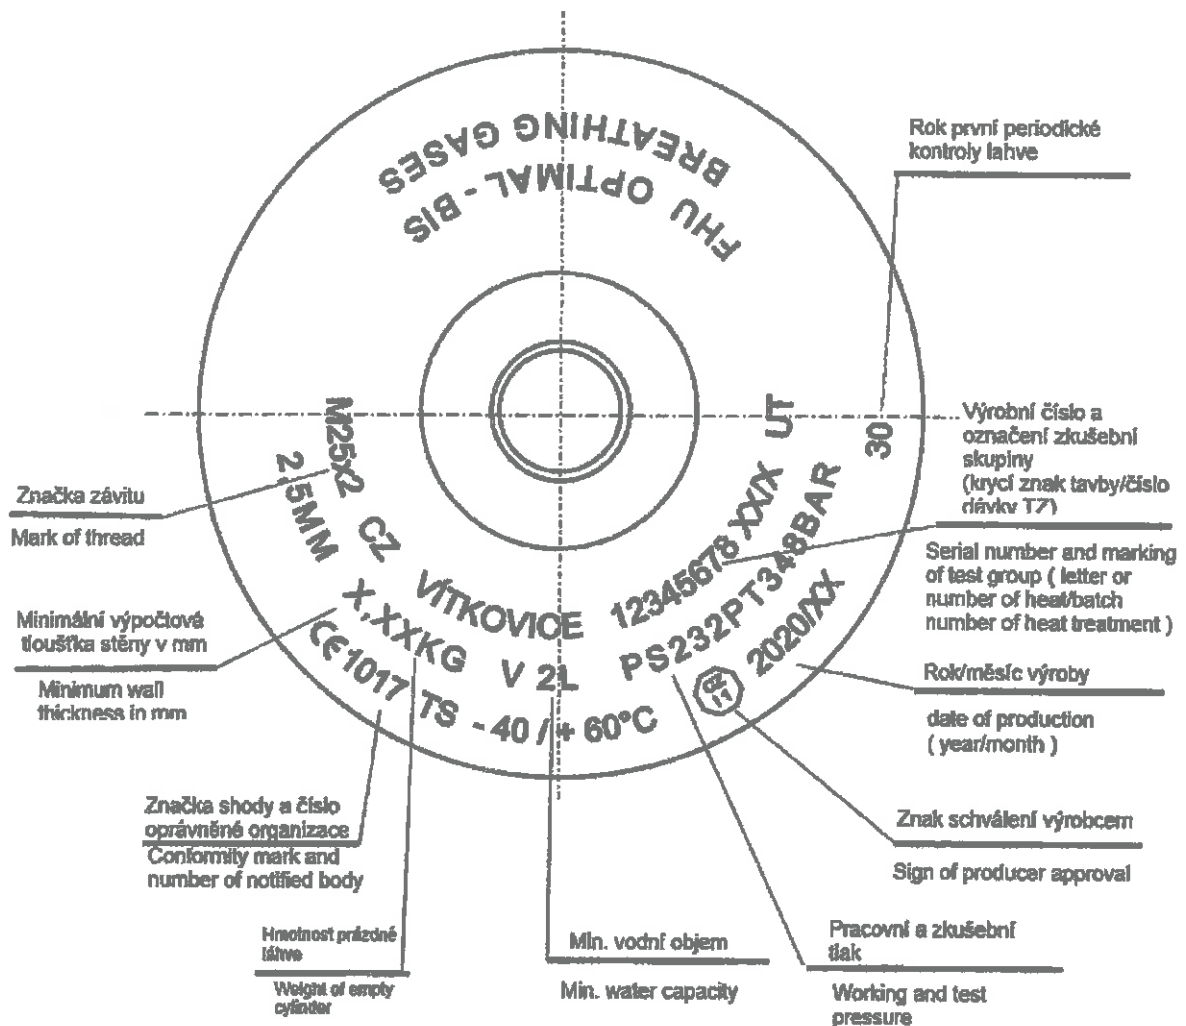 FHU OPTIMAL - BIS
BREATHING GASES
M25x2 CZ VÍTKOVICE 12345678 XX/X UT
2.5MM X,XXKG V 2L PS232PT348BAR 30
CE1017 TS - 40 / + 60°C CZ 11 2020/XX
Rok první periodické
kontroly lahve
Výrobní číslo a
označení zkušební
skupiny
(krycí znak tavby/číslo
dávky TZ)
Serial number and marking
of test group ( letter or
number of heat/batch
number of heat treatment )
Rok/měsíc výroby
date of production
( year/month )
Znak schválení výrobcem
Sign of producer approval
Pracovní a zkušební
tlak
Working and test
pressure
Min. vodní objem
Min. water capacity
Hmotnost prázdné
láhve
Weight of empty
cylinder
Značka shody a číslo
oprávněné organizace
Conformity mark and
number of notified body
Minimální výpočtová
tloušťka stěny v mm
Minimum wall
thickness in mm
Značka závitu
Mark of thread